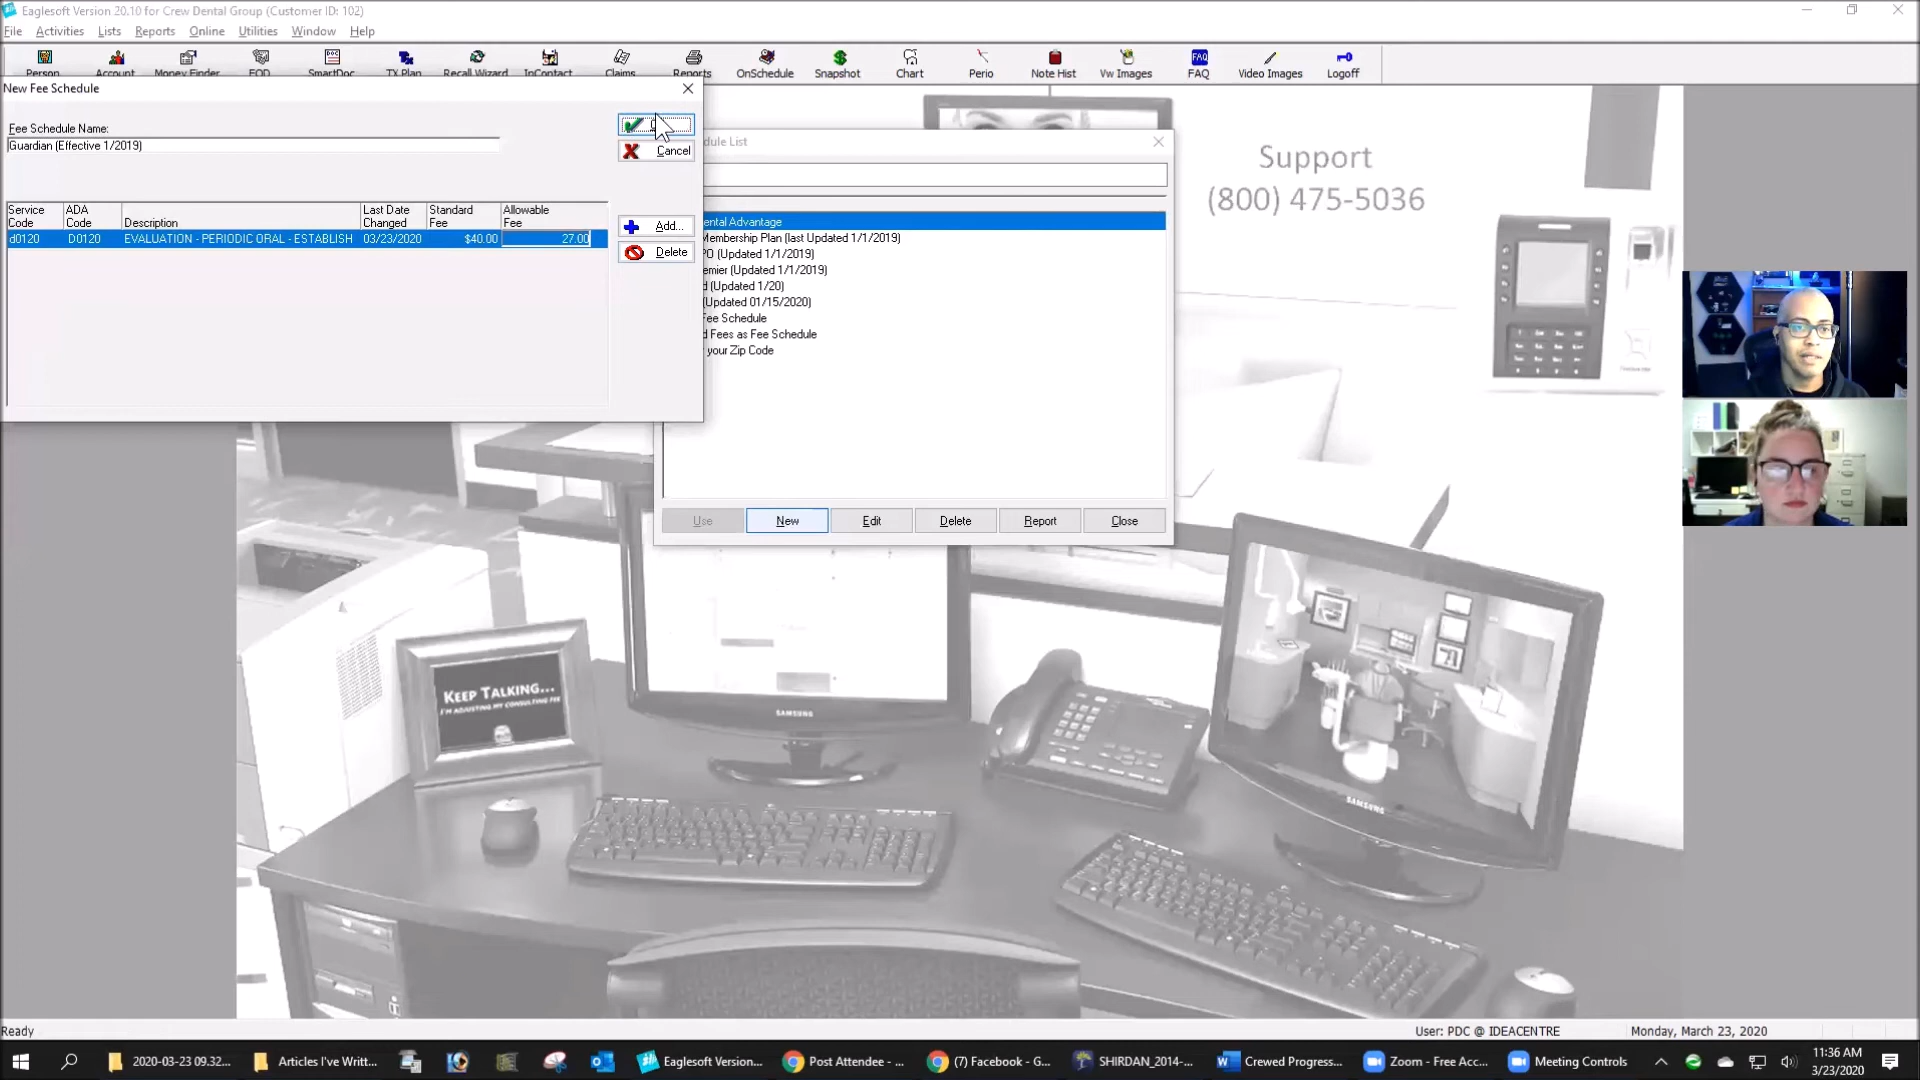 Eaglesoft Version 20.10 for Crew Dental Group (Customer ID: 102)
File Activities Lists Reports Online Utilities Window Help
Person Account Money Finder EOD SmartDoc TX Plan Recall Wizard InContact Claims Reports OnSchedule Snapshot Chart Perio Note Hist Vw Images FAQ Video Images Logoff
FAQ
New Fee Schedule
Fee Schedule Name:
Guardian (Effective 1/2019)
Cancel
Service Code ADA Code Description Last Date Changed Standard Fee Allowable Fee
d0120 D0120 EVALUATION - PERIODIC ORAL - ESTABLISH 03/23/2020 $40.00 27.00
Add...
Delete
dule List
ental Advantage
Membership Plan (last Updated 1/1/2019)
PO (Updated 1/1/2019)
emier (Updated 1/1/2019)
d (Updated 1/20)
(Updated 01/15/2020)
Fee Schedule
d Fees as Fee Schedule
your Zip Code
Use New Edit Delete Report Close
Support
(800) 475-5036
KEEP TALKING...
I'M ADJUSTING MY CONSULTING FEE
SAMSUNG
SAMSUNG
Ready
User: PDC @ IDEACENTRE
Monday, March 23, 2020
2020-03-23 09.32... Articles I've Writt... Eaglesoft Version... Post Attendee - ... (7) Facebook - G... SHIRDAN_2014-... Crewed Progress... Zoom - Free Acc... Meeting Controls
11:36 AM
3/23/2020